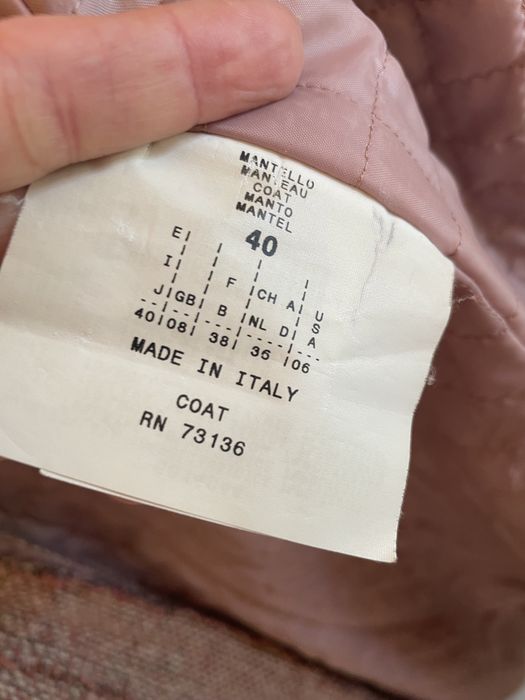 MANTELLO
MANTEAU
COAT
MANTO
MANTEL
40
E
I F CH A U
J GB B NL D S
A
40 08 38 36 06
MADE IN ITALY
COAT
RN 73136